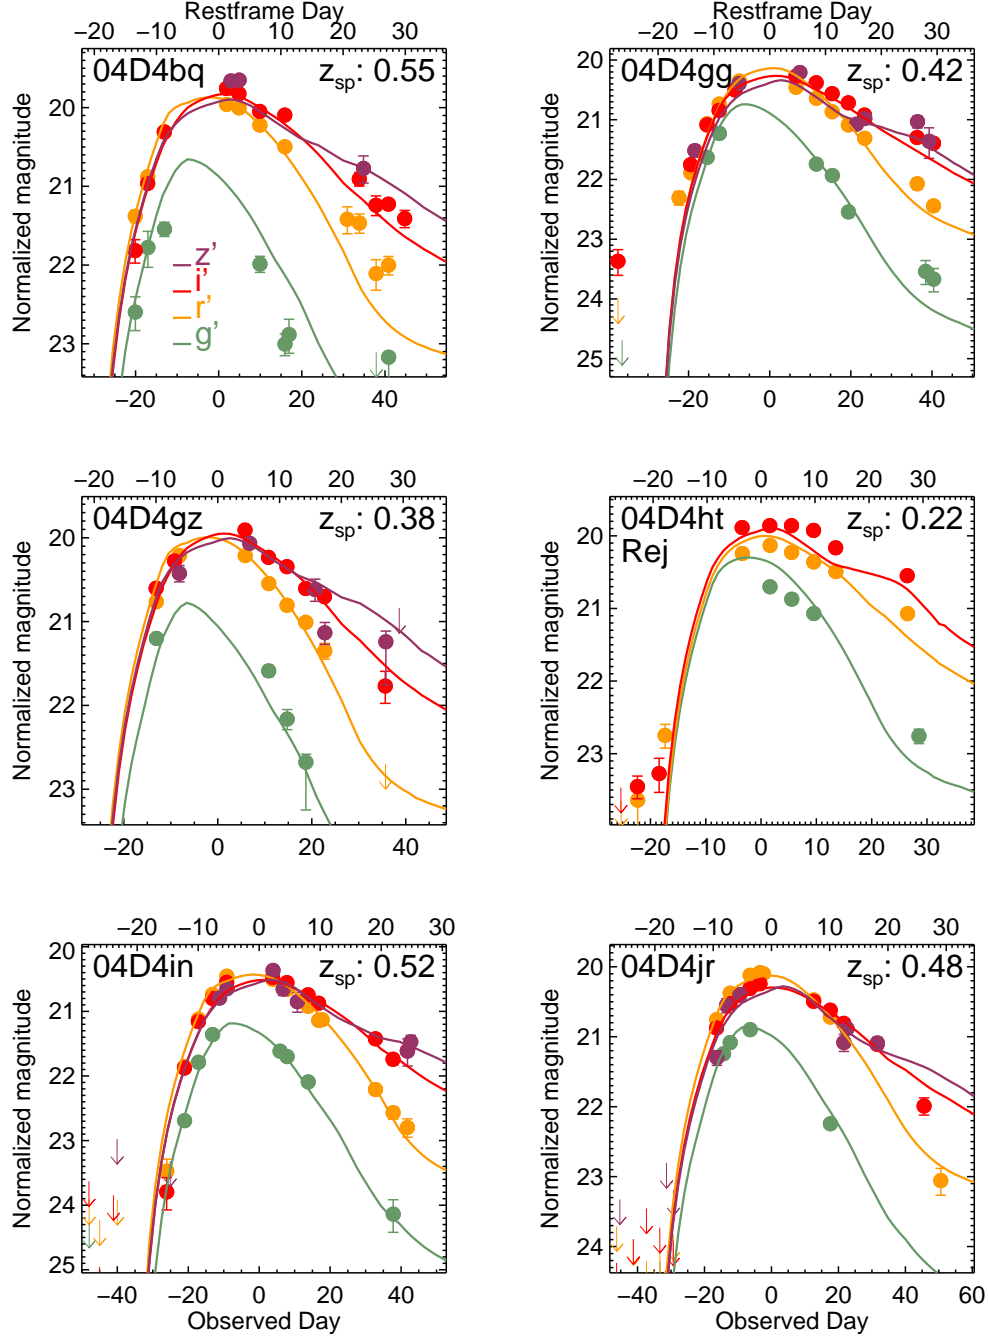 Restframe Day
−20 −10 0 10 20 30
04D4bq z_sp: 0.55
20
21
22
23
Normalized magnitude
z’
i’
r’
g’
−20 0 20 40
Restframe Day
−20 −10 0 10 20 30
04D4gg z_sp: 0.42
20
21
22
23
24
25
Normalized magnitude
−20 0 20 40
−20 −10 0 10 20 30
04D4gz z_sp: 0.38
20
21
22
23
Normalized magnitude
−20 0 20 40
−20 −10 0 10 20 30
04D4ht z_sp: 0.22
Rej
20
21
22
23
Normalized magnitude
−20 −10 0 10 20 30
−20 −10 0 10 20 30
04D4in z_sp: 0.52
20
21
22
23
24
25
Normalized magnitude
−40 −20 0 20 40
Observed Day
−20 −10 0 10 20 30
04D4jr z_sp: 0.48
20
21
22
23
24
Normalized magnitude
−40 −20 0 20 40 60
Observed Day